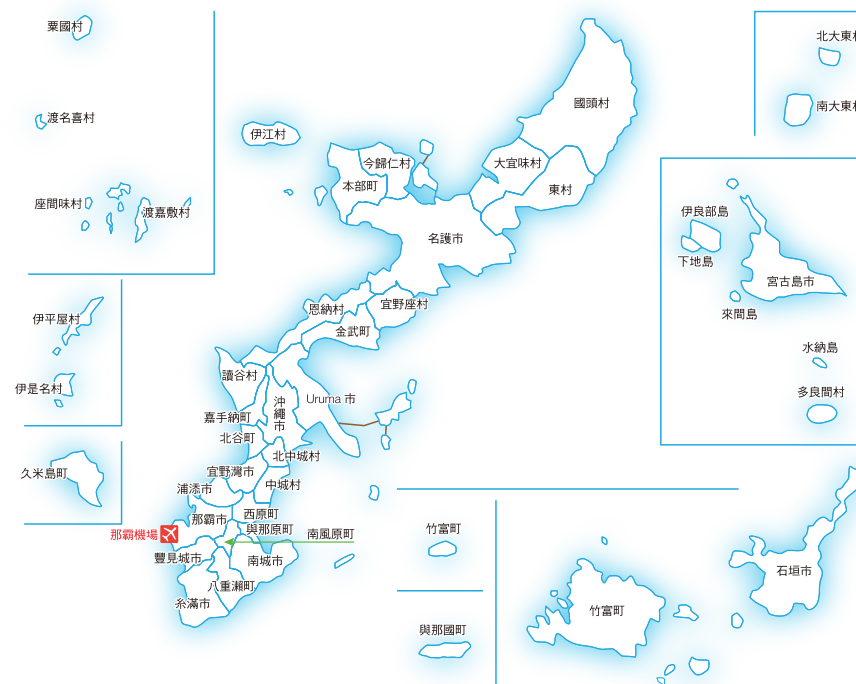 粟國村
渡名喜村
座間味村
渡嘉敷村
伊平屋村
伊是名村
久米島町
伊江村
今歸仁村
本部町
國頭村
大宜味村
東村
名護市
恩納村
宜野座村
金武町
讀谷村
沖繩市
Uruma 市
嘉手納町
北谷町
北中城村
宜野灣市
中城村
浦添市
西原町
那霸市
與那原町
南風原町
那霸機場
豐見城市
南城市
八重瀨町
糸滿市
北大東村
南大東村
伊良部島
下地島
宮古島市
來間島
水納島
多良間村
竹富町
與那國町
竹富町
石垣市